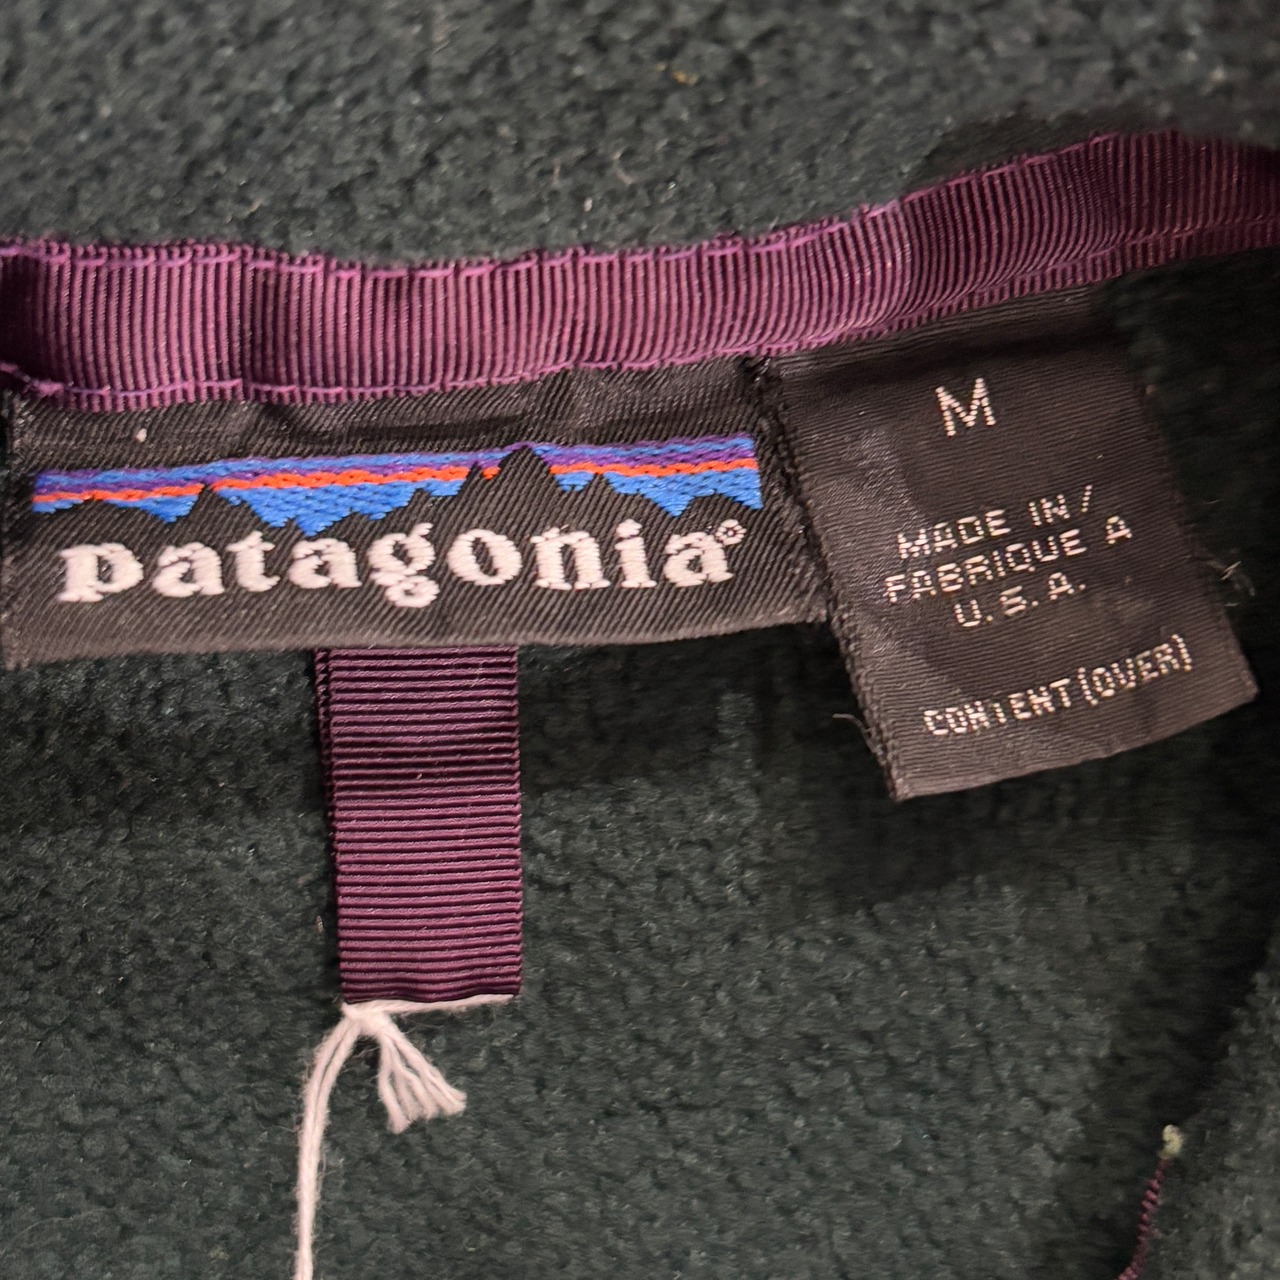 patagonia®
M
MADE IN /
FABRIQUE A
U.S.A.
CONTENT (OVER)